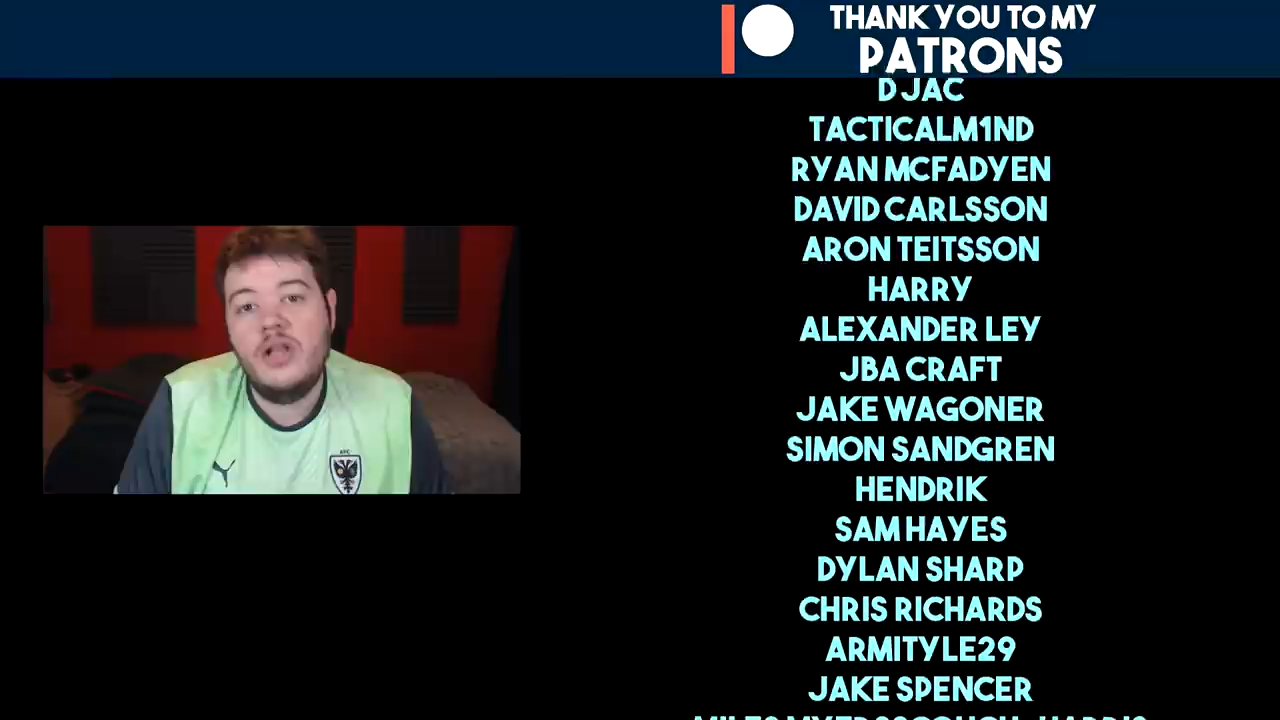 THANK YOU TO MY
PATRONS
DJAC
TACTICALM1ND
RYAN MCFADYEN
DAVID CARLSSON
ARON TEITSSON
HARRY
ALEXANDER LEY
JBA CRAFT
JAKE WAGONER
SIMON SANDGREN
HENDRIK
SAM HAYES
DYLAN SHARP
CHRIS RICHARDS
ARMITYLE29
JAKE SPENCER